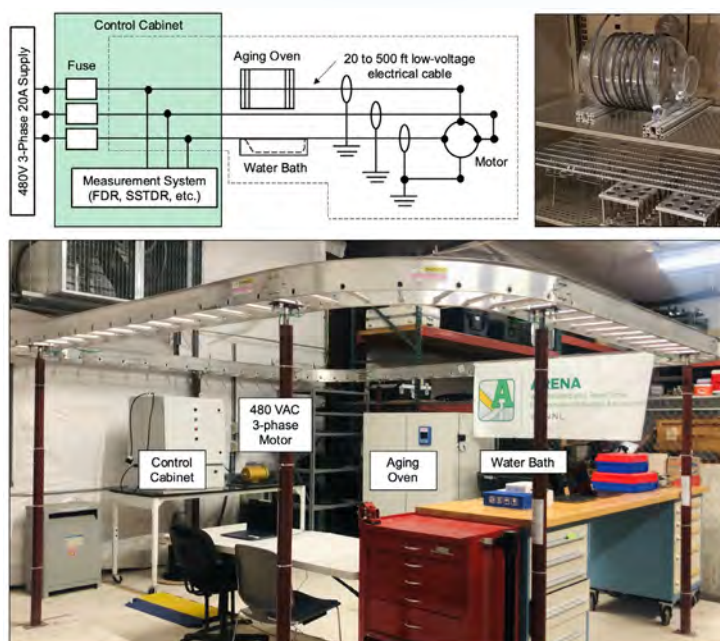 Control Cabinet
480V 3-Phase 20A Supply
Fuse
Aging Oven
20 to 500 ft low-voltage
electrical cable
Water Bath
Motor
Measurement System
(FDR, SSTDR, etc.)
ARENA
480 VAC
3-phase
Motor
Control
Cabinet
Aging
Oven
Water Bath